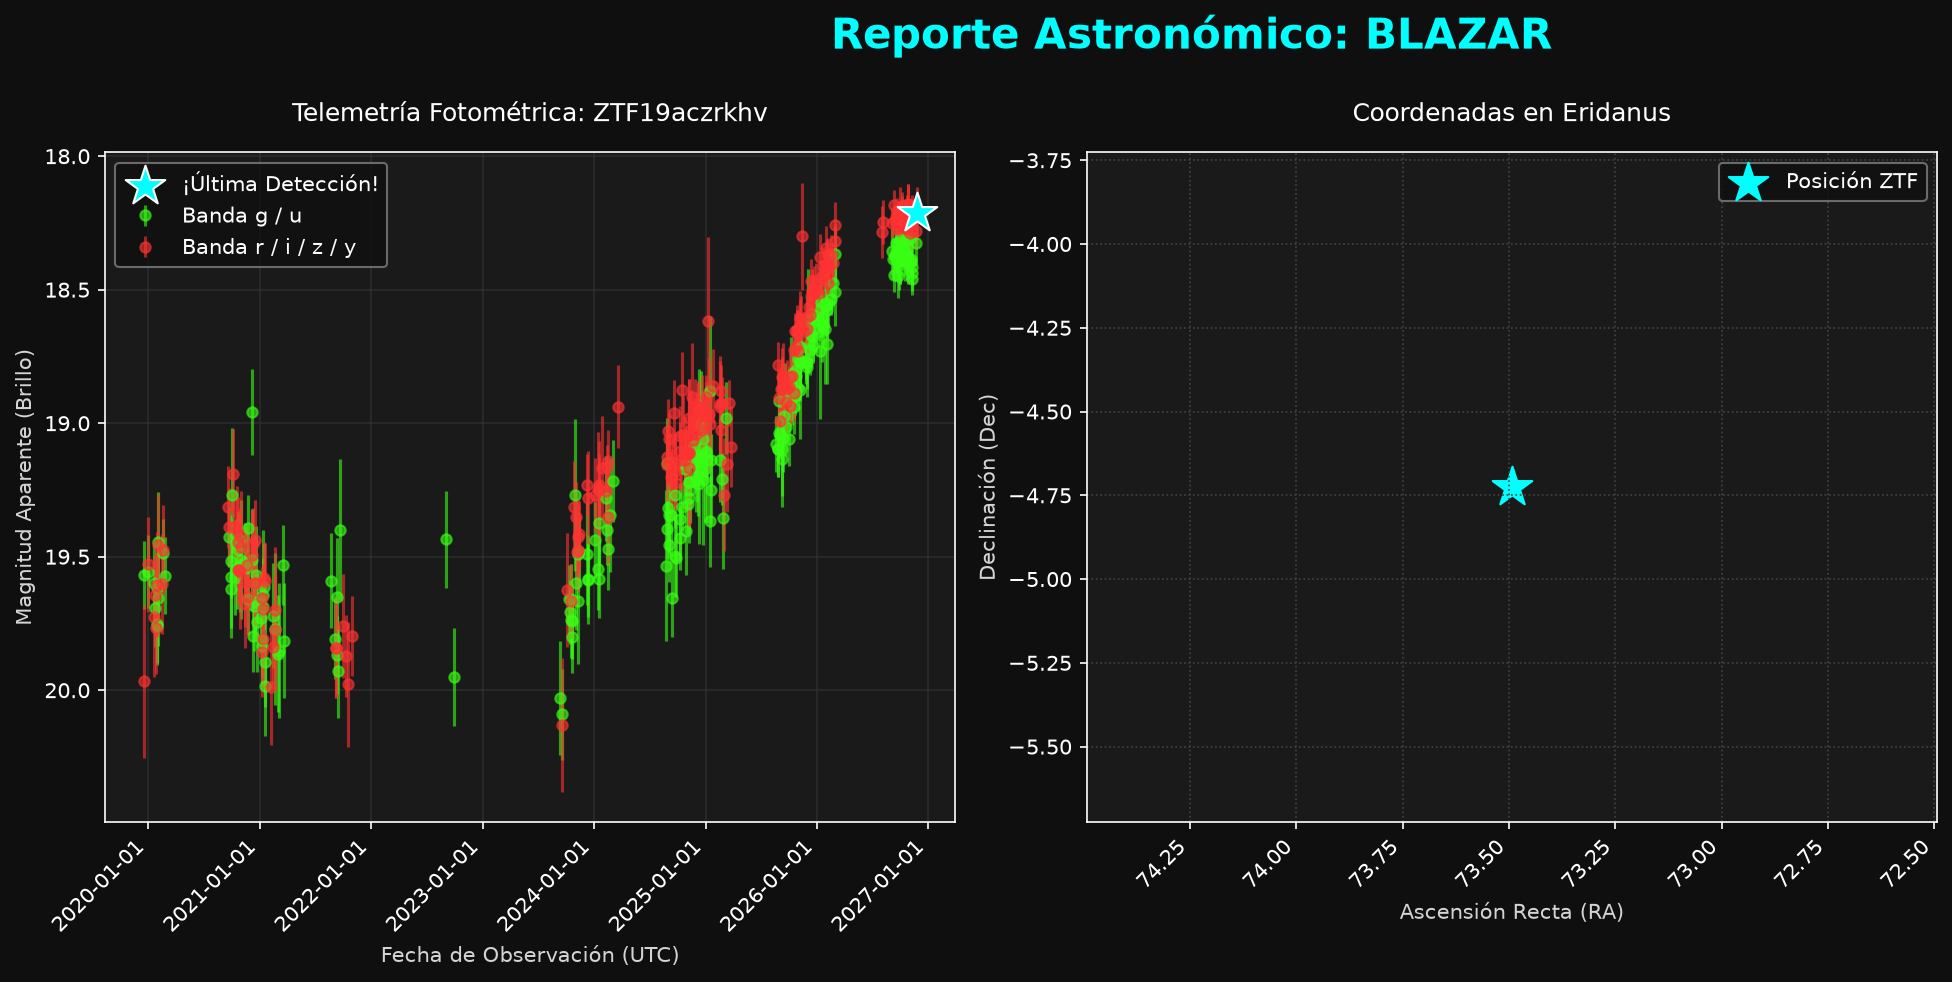 Reporte Astronómico: BLAZAR
Telemetría Fotométrica: ZTF19aczrkhv
¡Última Detección!
Banda g / u
Banda r / i / z / y
Magnitud Aparente (Brillo)
18.0
18.5
19.0
19.5
20.0
2020-01-01
2021-01-01
2022-01-01
2023-01-01
2024-01-01
2025-01-01
2026-01-01
2027-01-01
Fecha de Observación (UTC)
Coordenadas en Eridanus
Posición ZTF
Declinación (Dec)
−3.75
−4.00
−4.25
−4.50
−4.75
−5.00
−5.25
−5.50
74.25
74.00
73.75
73.50
73.25
73.00
72.75
72.50
Ascensión Recta (RA)